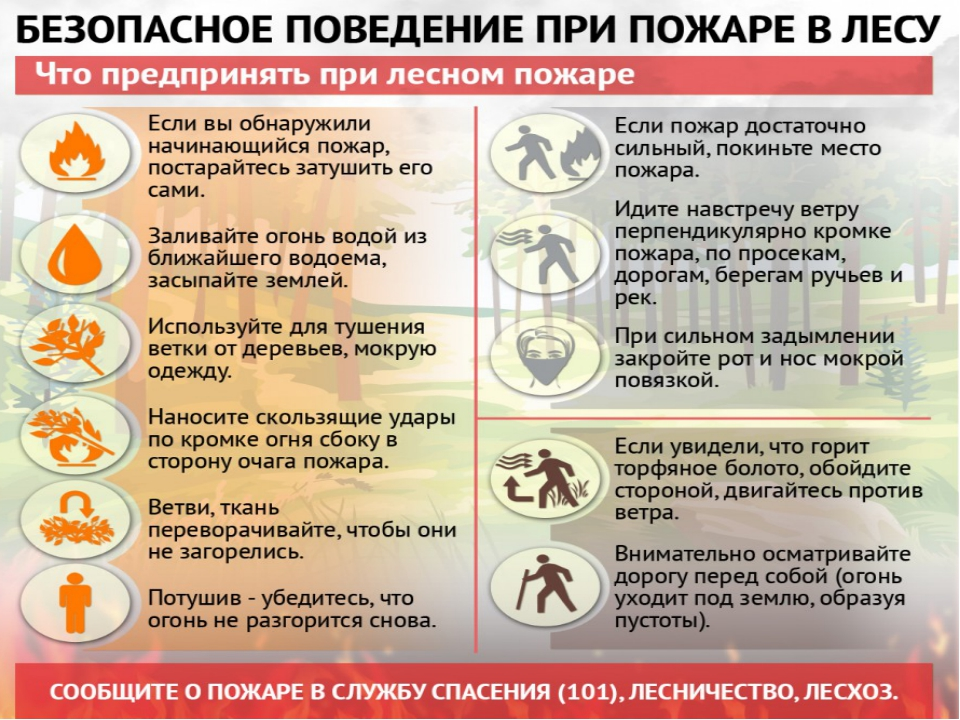 БЕЗОПАСНОЕ ПОВЕДЕНИЕ ПРИ ПОЖАРЕ В ЛЕСУ
Что предпринять при лесном пожаре
Если вы обнаружили
начинающийся пожар,
постарайтесь затушить его
сами.
Заливайте огонь водой из
ближайшего водоема,
засыпайте землей.
Используйте для тушения
ветки от деревьев, мокрую
одежду.
Наносите скользящие удары
по кромке огня сбоку в
сторону очага пожара.
Ветви, ткань
переворачивайте, чтобы они
не загорелись.
Потушив - убедитесь, что
огонь не разгорится снова.
Если пожар достаточно
сильный, покиньте место
пожара.
Идите навстречу ветру
перпендикулярно кромке
пожара, по просекам,
дорогам, берегам ручьев и
рек.
При сильном задымлении
закройте рот и нос мокрой
повязкой.
Если увидели, что горит
торфяное болото, обойдите
стороной, двигайтесь против
ветра.
Внимательно осматривайте
дорогу перед собой (огонь
уходит под землю, образуя
пустоты).
СООБЩИТЕ О ПОЖАРЕ В СЛУЖБУ СПАСЕНИЯ (101), ЛЕСНИЧЕСТВО, ЛЕСХОЗ.